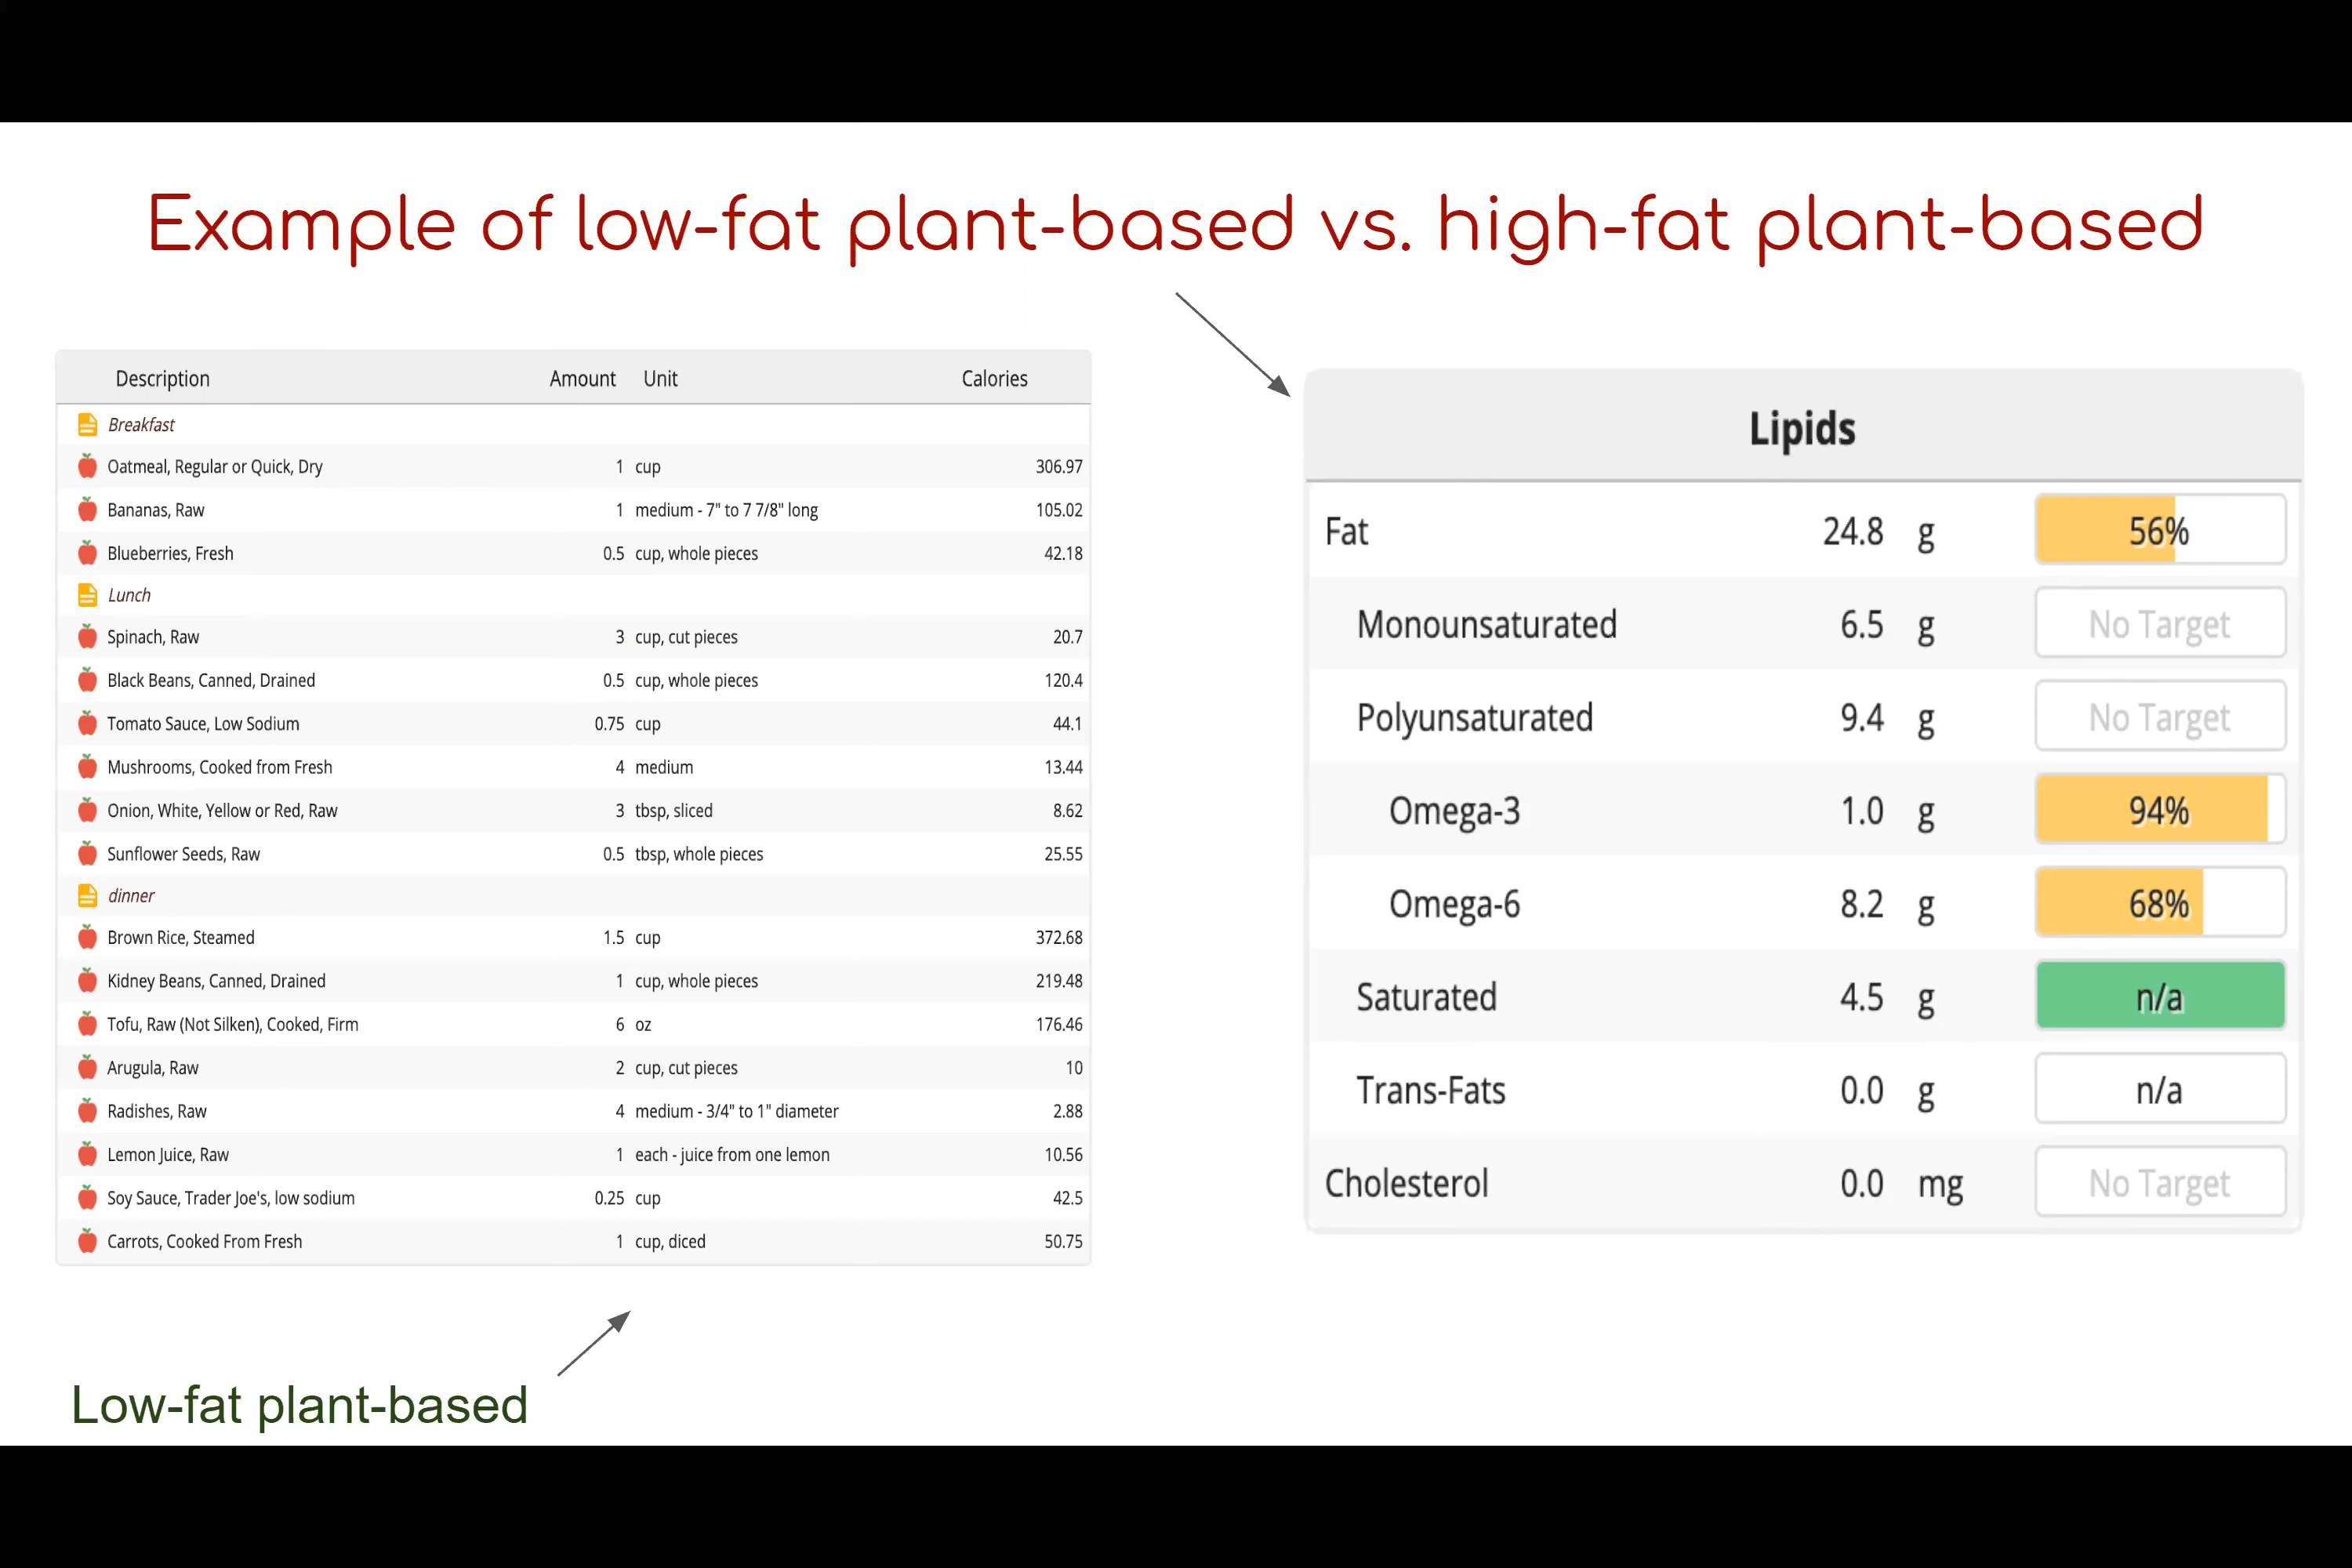 Example of low-fat plant-based vs. high-fat plant-based
Description Amount Unit Calories
Breakfast
Oatmeal, Regular or Quick, Dry 1 cup 306.97
Bananas, Raw 1 medium - 7" to 7 7/8" long 105.02
Blueberries, Fresh 0.5 cup, whole pieces 42.18
Lunch
Spinach, Raw 3 cup, cut pieces 20.7
Black Beans, Canned, Drained 0.5 cup, whole pieces 120.4
Tomato Sauce, Low Sodium 0.75 cup 44.1
Mushrooms, Cooked from Fresh 4 medium 13.44
Onion, White, Yellow or Red, Raw 3 tbsp, sliced 8.62
Sunflower Seeds, Raw 0.5 tbsp, whole pieces 25.55
dinner
Brown Rice, Steamed 1.5 cup 372.68
Kidney Beans, Canned, Drained 1 cup, whole pieces 219.48
Tofu, Raw (Not Silken), Cooked, Firm 6 oz 176.46
Arugula, Raw 2 cup, cut pieces 10
Radishes, Raw 4 medium - 3/4" to 1" diameter 2.88
Lemon Juice, Raw 1 each - juice from one lemon 10.56
Soy Sauce, Trader Joe's, low sodium 0.25 cup 42.5
Carrots, Cooked From Fresh 1 cup, diced 50.75
Low-fat plant-based
Lipids
Fat 24.8 g 56%
Monounsaturated 6.5 g No Target
Polyunsaturated 9.4 g No Target
Omega-3 1.0 g 94%
Omega-6 8.2 g 68%
Saturated 4.5 g n/a
Trans-Fats 0.0 g n/a
Cholesterol 0.0 mg No Target